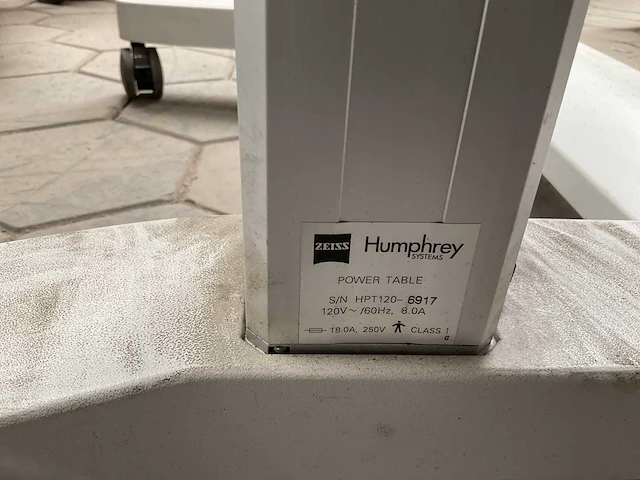 ZEISS Humphrey
SYSTEMS
POWER TABLE
S/N HPT120- 6917
120V~ /60Hz, 8.0A
T8.0A, 250V CLASS I